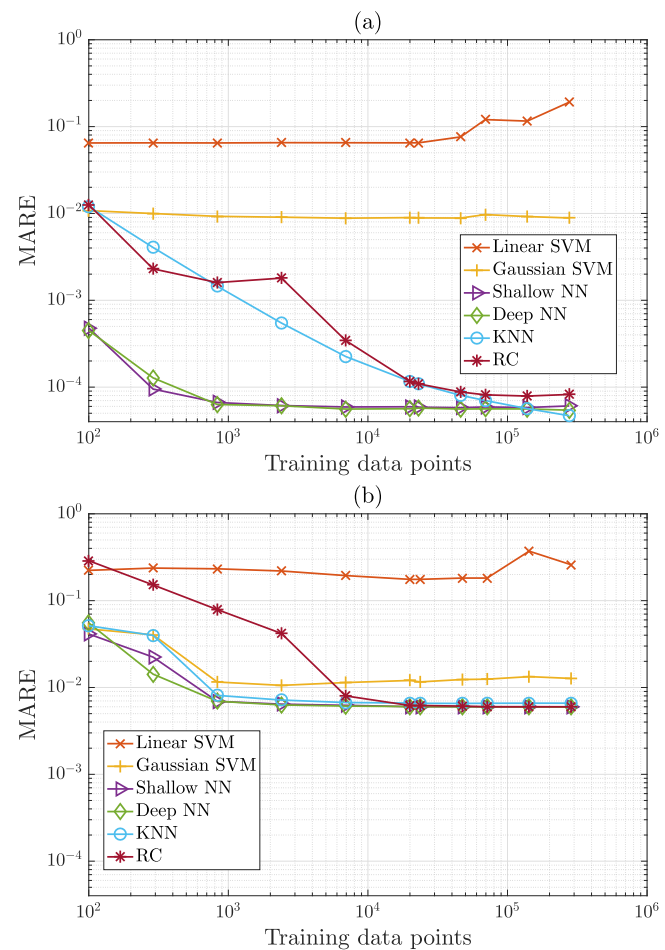 (a)
10^0
10^-1
10^-2
10^-3
10^-4
MARE
Linear SVM
Gaussian SVM
Shallow NN
Deep NN
KNN
RC
10^2 10^3 10^4 10^5 10^6
Training data points
(b)
10^0
10^-1
10^-2
10^-3
10^-4
MARE
Linear SVM
Gaussian SVM
Shallow NN
Deep NN
KNN
RC
10^2 10^3 10^4 10^5 10^6
Training data points